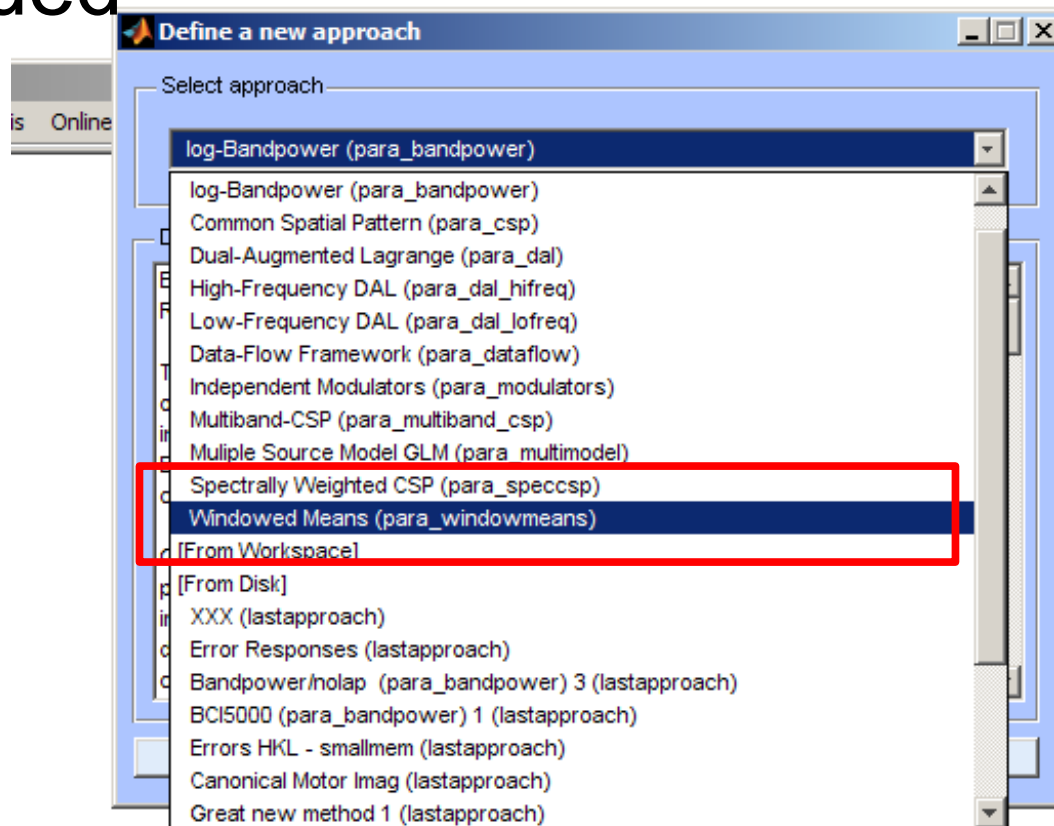 Define a new approach
Select approach
is Online
log-Bandpower (para_bandpower)
log-Bandpower (para_bandpower)
Common Spatial Pattern (para_csp)
Dual-Augmented Lagrange (para_dal)
High-Frequency DAL (para_dal_hifreq)
Low-Frequency DAL (para_dal_lofreq)
Data-Flow Framework (para_dataflow)
Independent Modulators (para_modulators)
Multiband-CSP (para_multiband_csp)
Muliple Source Model GLM (para_multimodel)
Spectrally Weighted CSP (para_speccsp)
Windowed Means (para_windowmeans)
[From Workspace]
[From Disk]
XXX (lastapproach)
Error Responses (lastapproach)
Bandpower/nolap (para_bandpower) 3 (lastapproach)
BCI5000 (para_bandpower) 1 (lastapproach)
Errors HKL - smallmem (lastapproach)
Canonical Motor Imag (lastapproach)
Great new method 1 (lastapproach)